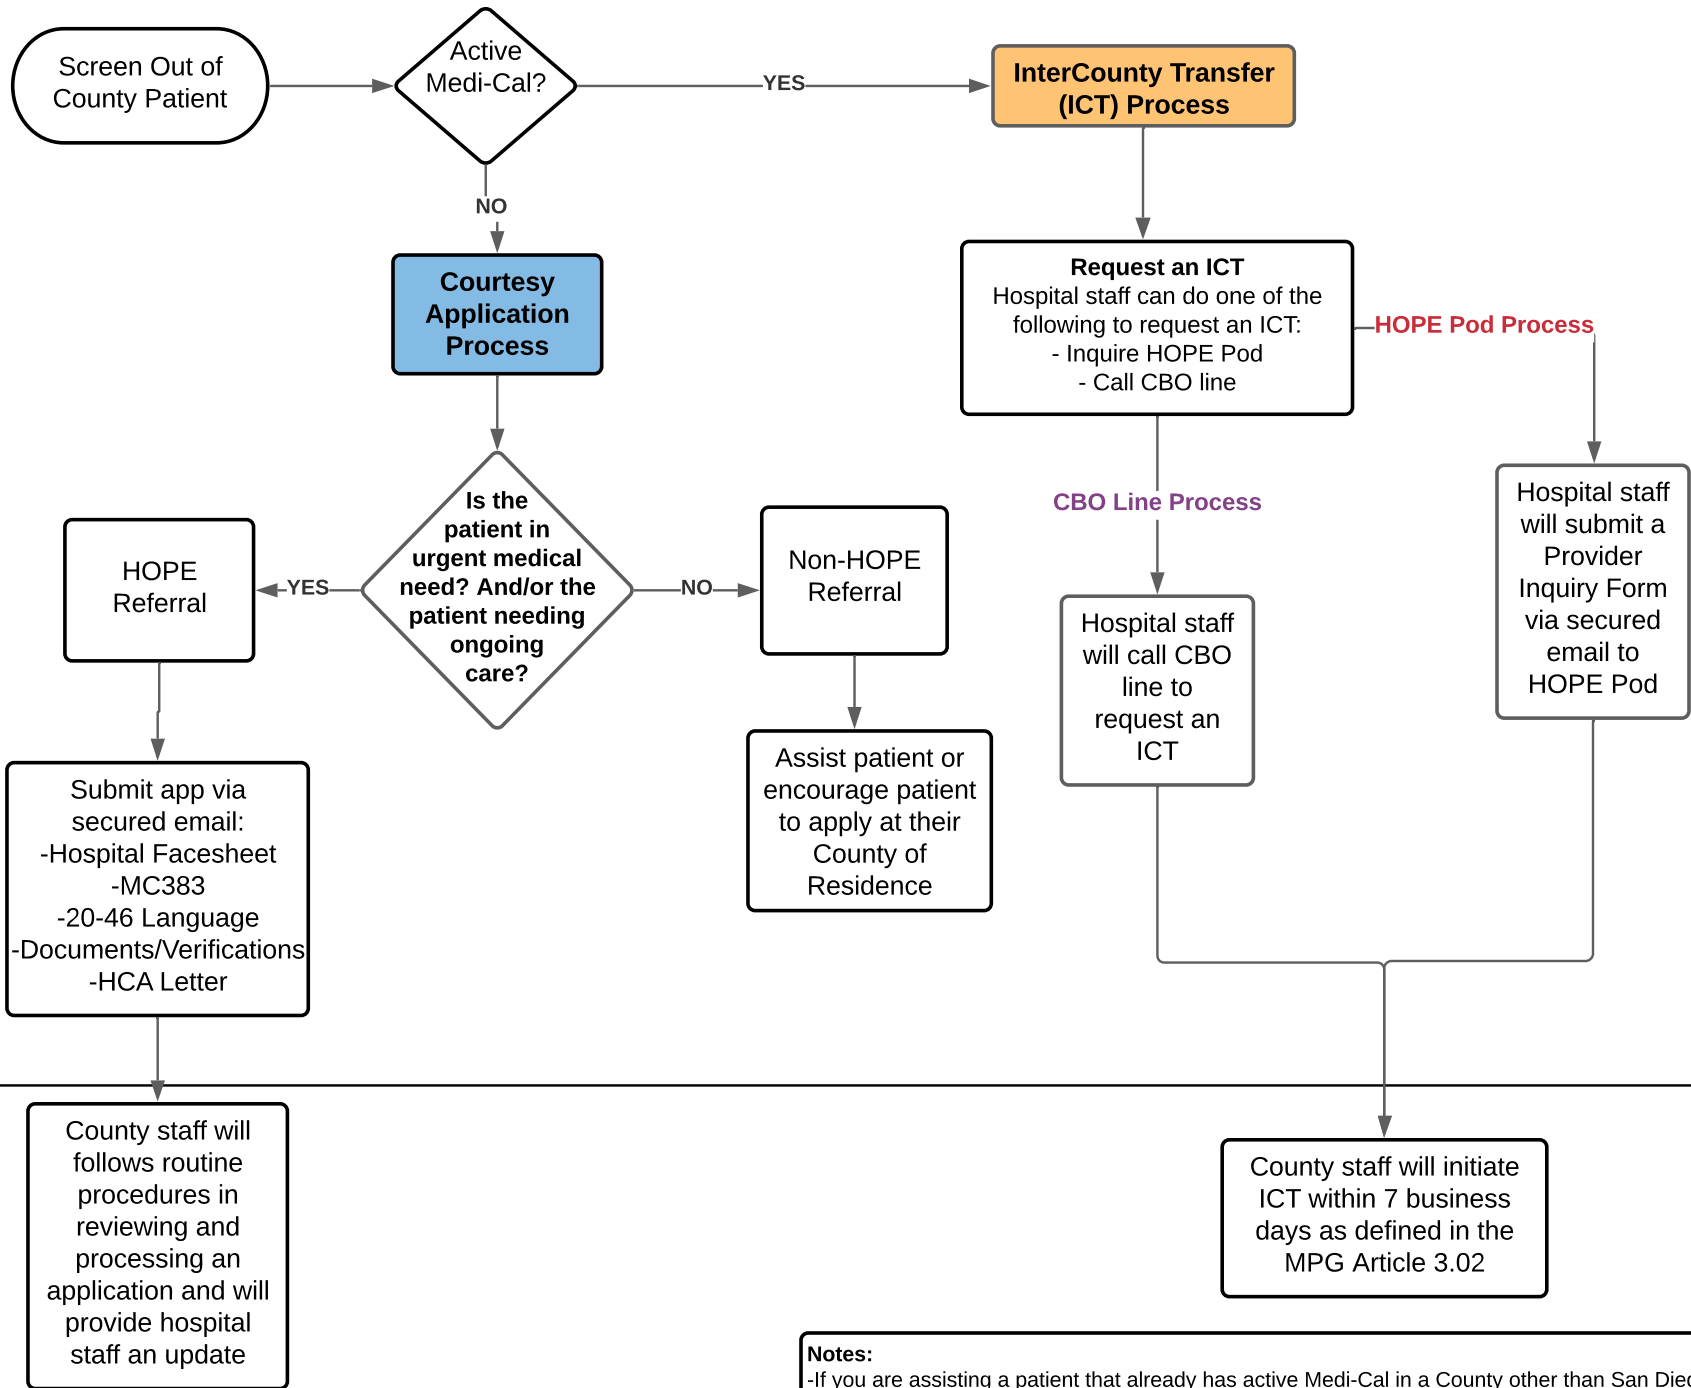 Screen Out of
County Patient
Active
Medi-Cal?
YES
InterCounty Transfer
(ICT) Process
NO
Courtesy
Application
Process
Request an ICT
Hospital staff can do one of the
following to request an ICT:
- Inquire HOPE Pod
- Call CBO line
HOPE Pod Process
CBO Line Process
Is the
patient in
urgent medical
need? And/or the
patient needing
ongoing
care?
YES
NO
HOPE
Referral
Non-HOPE
Referral
Hospital staff
will submit a
Provider
Inquiry Form
via secured
email to
HOPE Pod
Hospital staff
will call CBO
line to
request an
ICT
Assist patient or
encourage patient
to apply at their
County of
Residence
Submit app via
secured email:
-Hospital Facesheet
-MC383
-20-46 Language
-Documents/Verifications
-HCA Letter
County staff will
follows routine
procedures in
reviewing and
processing an
application and will
provide hospital
staff an update
County staff will initiate
ICT within 7 business
days as defined in the
MPG Article 3.02
Notes:
-If you are assisting a patient that already has active Medi-Cal in a County other than San